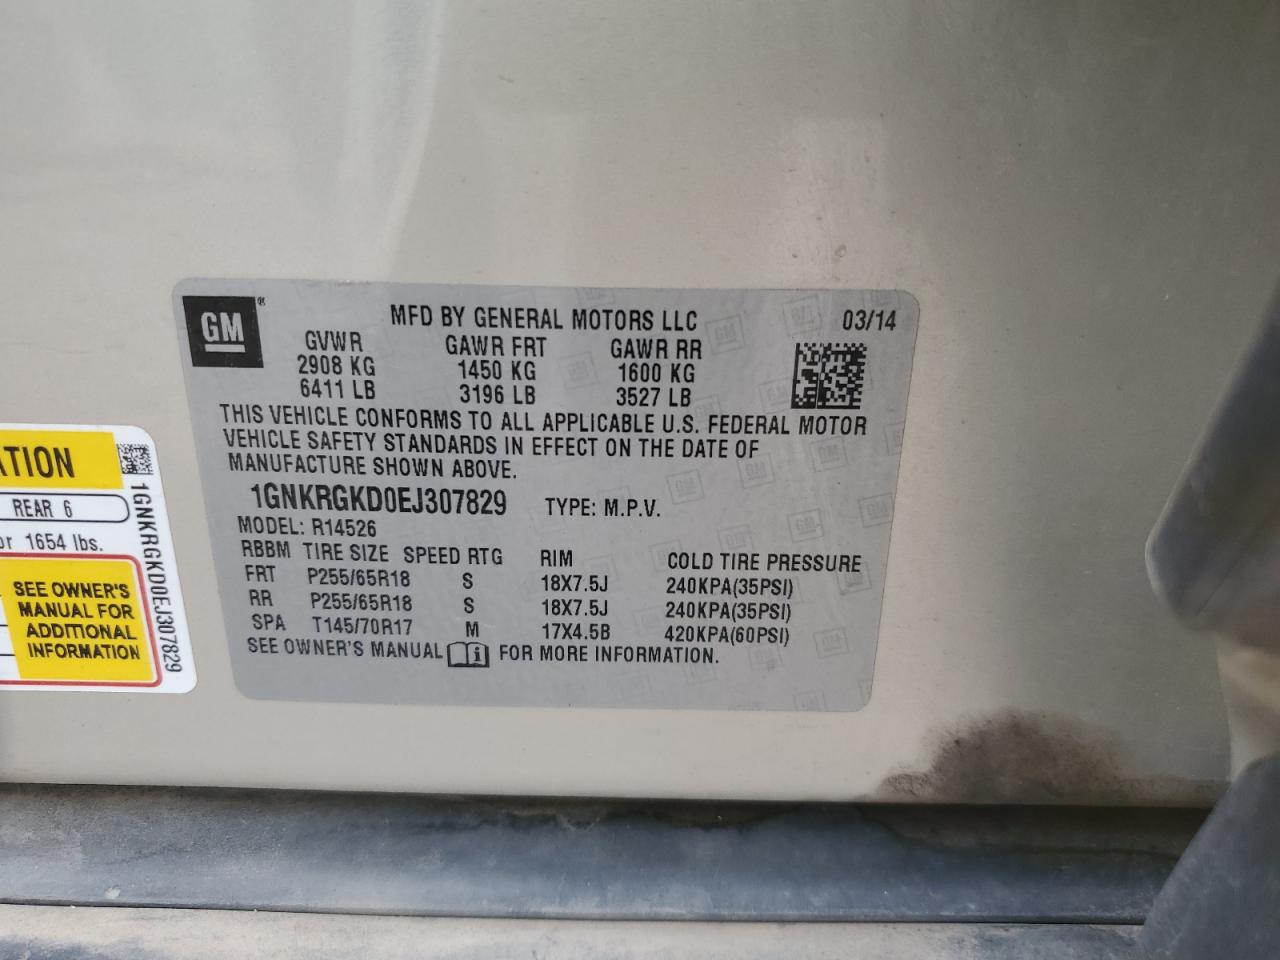 GM®
MFD BY GENERAL MOTORS LLC 03/14
GVWR GAWR FRT GAWR RR
2908 KG 1450 KG 1600 KG
6411 LB 3196 LB 3527 LB
THIS VEHICLE CONFORMS TO ALL APPLICABLE U.S. FEDERAL MOTOR
VEHICLE SAFETY STANDARDS IN EFFECT ON THE DATE OF
MANUFACTURE SHOWN ABOVE.
1GNKRGKD0EJ307829 TYPE: M.P.V.
MODEL: R14526
RBBM TIRE SIZE SPEED RTG RIM COLD TIRE PRESSURE
FRT P255/65R18 S 18X7.5J 240KPA(35PSI)
RR P255/65R18 S 18X7.5J 240KPA(35PSI)
SPA T145/70R17 M 17X4.5B 420KPA(60PSI)
SEE OWNER'S MANUAL i FOR MORE INFORMATION.
ATION
REAR 6
or 1654 lbs.
SEE OWNER'S
MANUAL FOR
ADDITIONAL
INFORMATION
1GNKRGKD0EJ307829